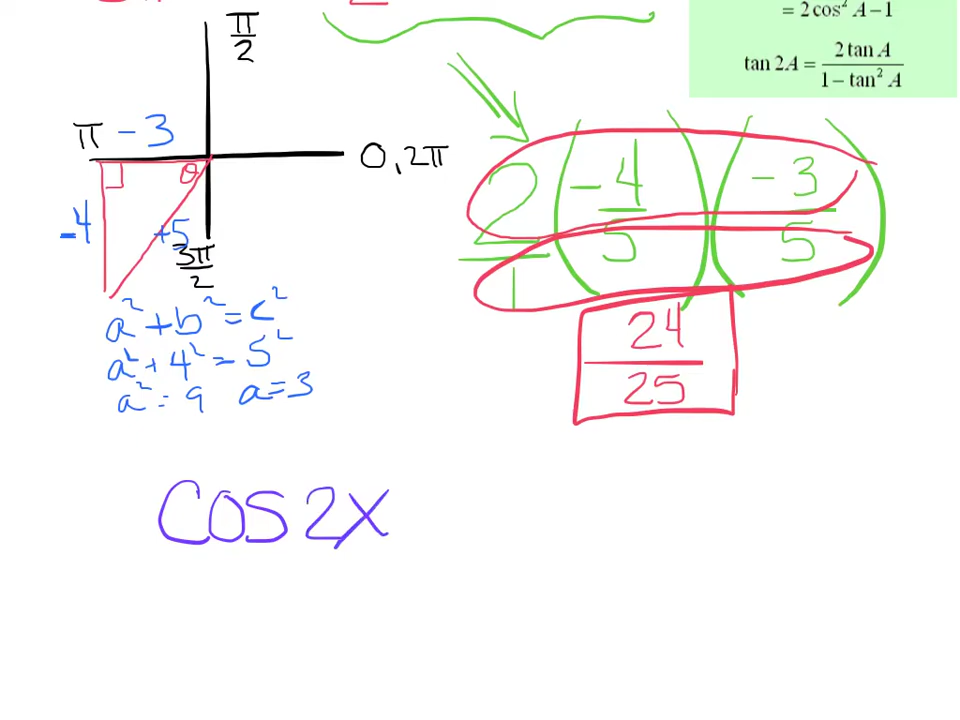 π/2
= 2cos² A − 1
tan 2A = 2 tan A / 1 − tan² A
π −3
0, 2π
-4
+5
θ
3π/2
2/1 (-4/5) (-3/5)
24/25
a² + b² = c²
a² + 4² = 5²
a² = 9 a = 3
COS 2X